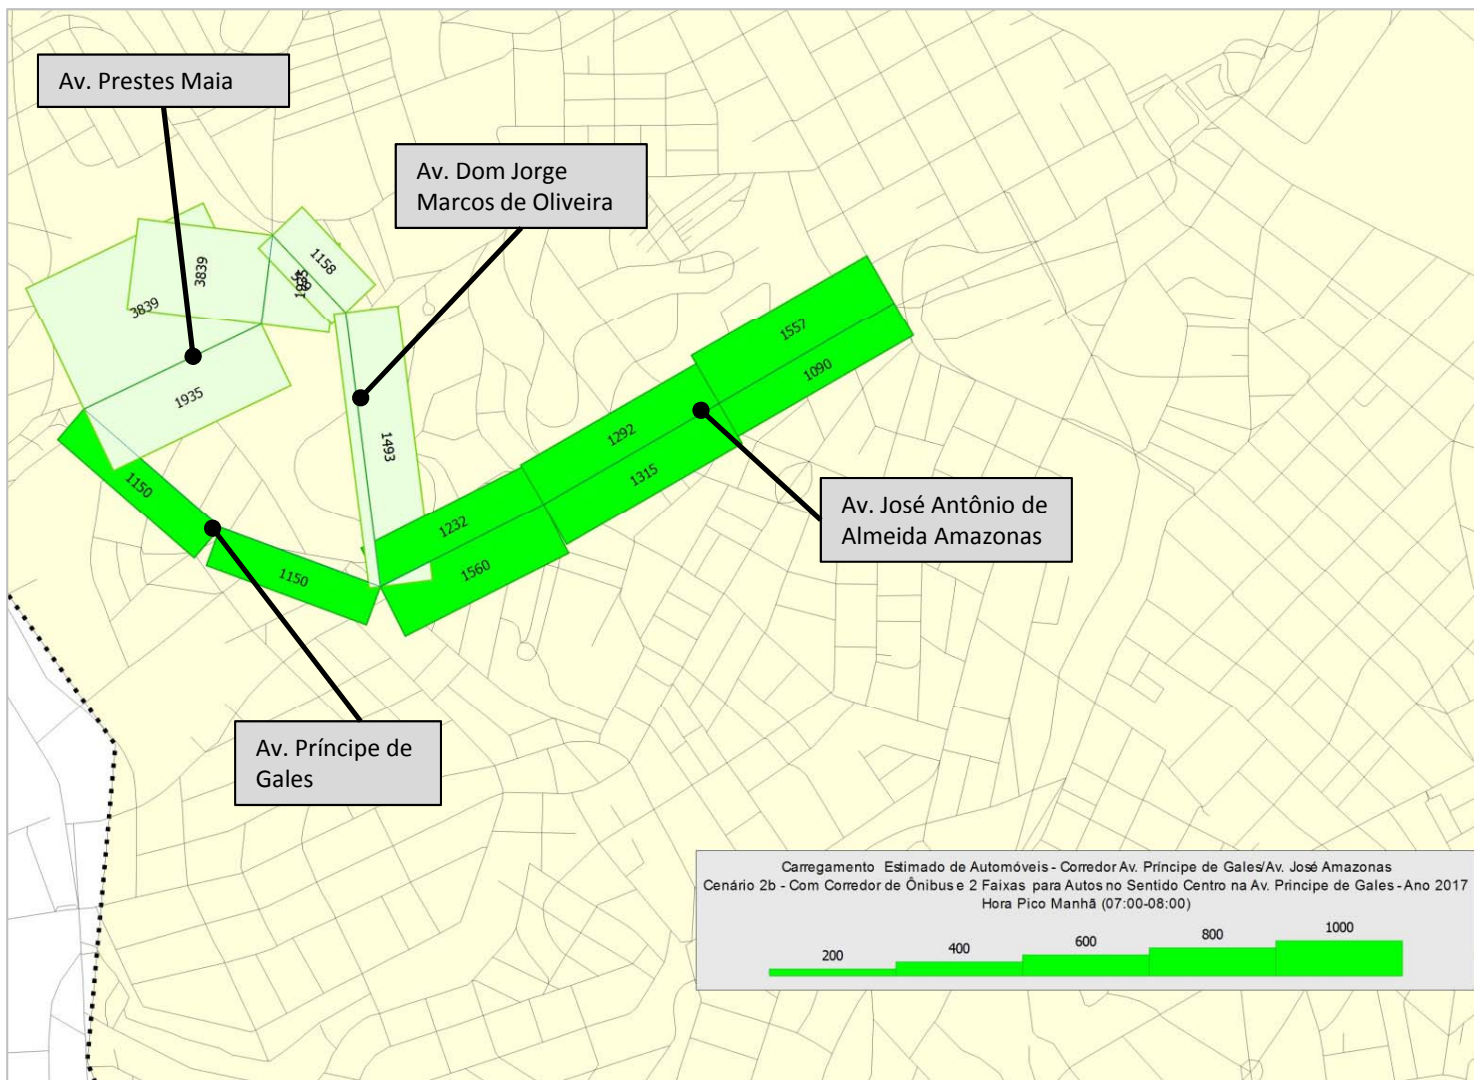 Av. Prestes Maia
Av. Dom Jorge
Marcos de Oliveira
3839
3839
1158
1935
1493
1557
1090
1292
1315
1232
1560
1150
1150
Av. José Antônio de
Almeida Amazonas
Av. Príncipe de
Gales
Carregamento Estimado de Automóveis - Corredor Av. Príncipe de Gales/Av. José Amazonas
Cenário 2b - Com Corredor de Ônibus e 2 Faixas para Autos no Sentido Centro na Av. Principe de Gales - Ano 2017
Hora Pico Manhã (07:00-08:00)
200
400
600
800
1000